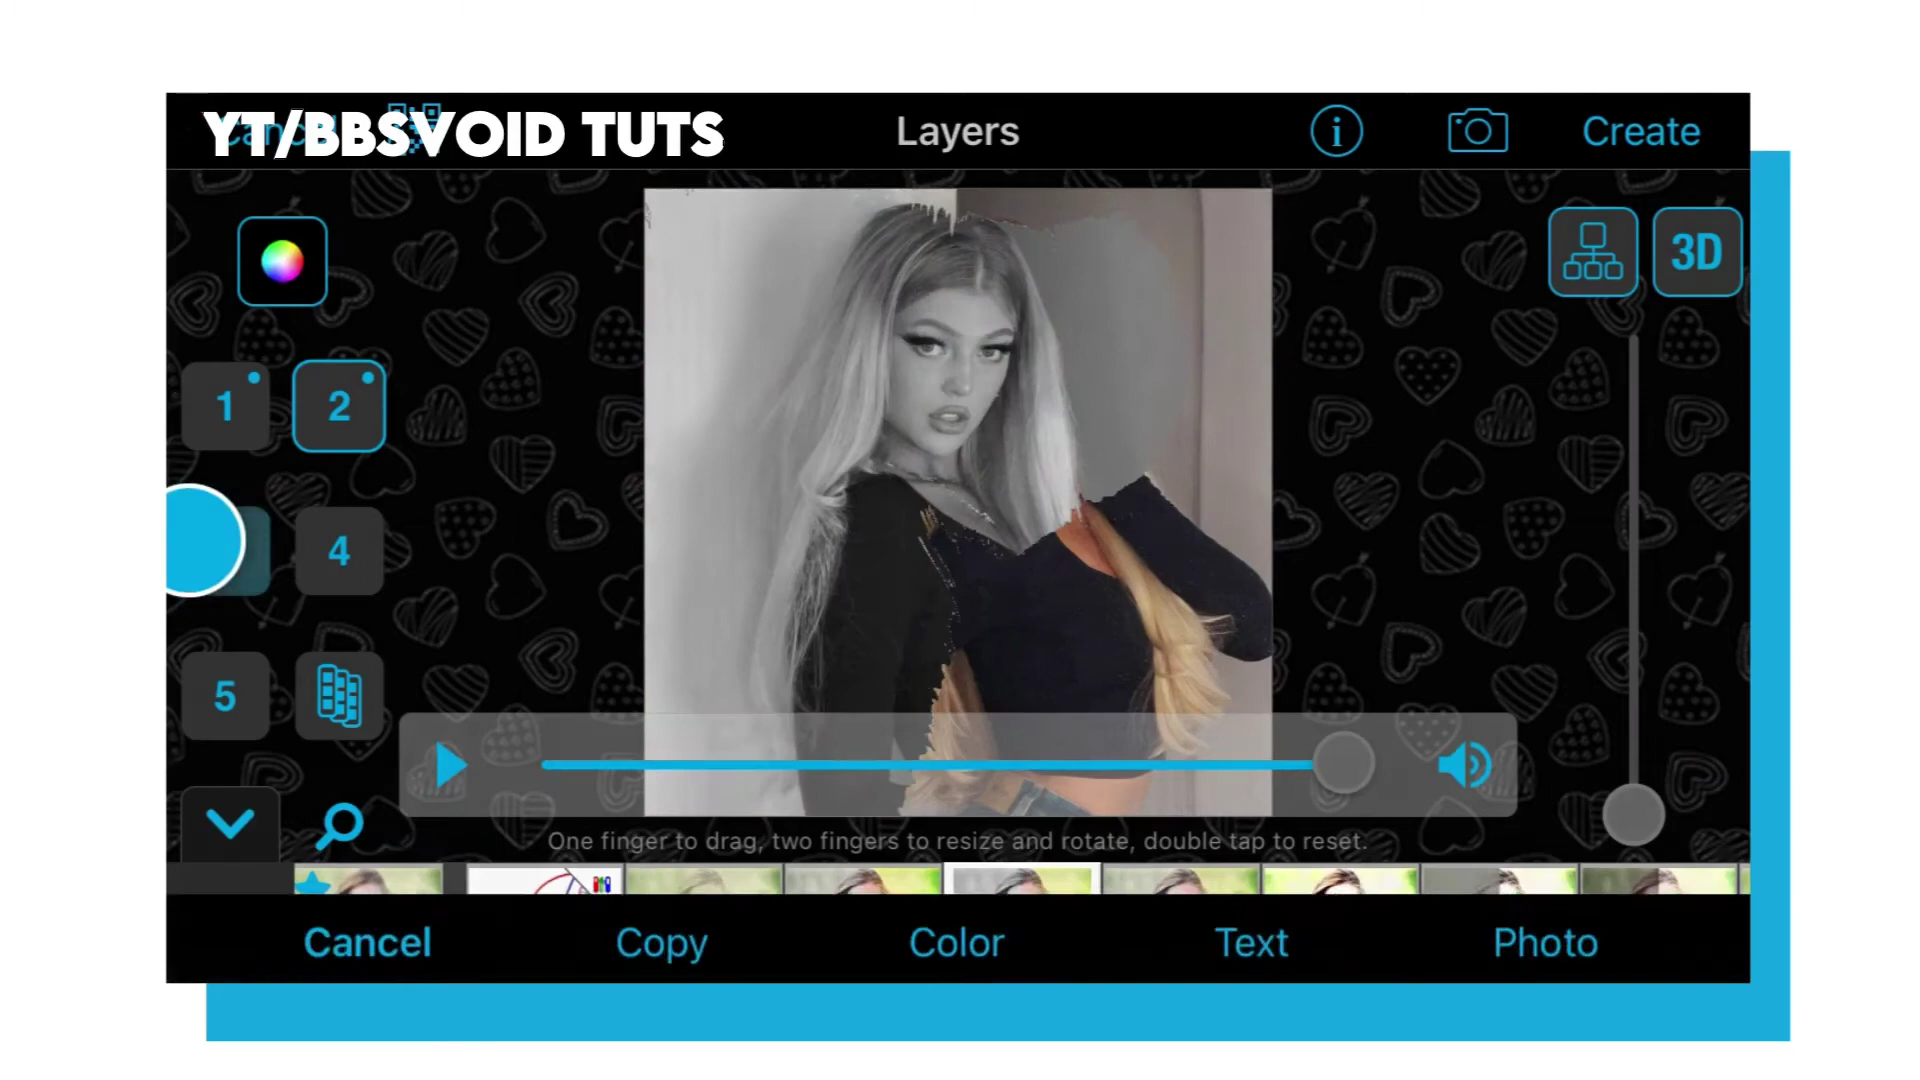 YT/BBSVOID TUTS
Layers
Create
3D
1
2
4
5
One finger to drag, two fingers to resize and rotate, double tap to reset.
Cancel
Copy
Color
Text
Photo